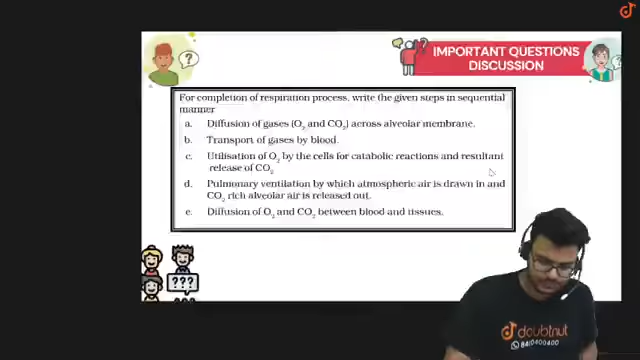 IMPORTANT QUESTIONS
DISCUSSION
For completion of respiration process, write the given steps in sequential
manner
a. Diffusion of gases (O₂ and CO₂) across alveolar membrane.
b. Transport of gases by blood.
c. Utilisation of O₂ by the cells for catabolic reactions and resultant
release of CO₂
d. Pulmonary ventilation by which atmospheric air is drawn in and
CO₂ rich alveolar air is released out.
e. Diffusion of O₂ and CO₂ between blood and tissues.
???
doubtnut
8400400400